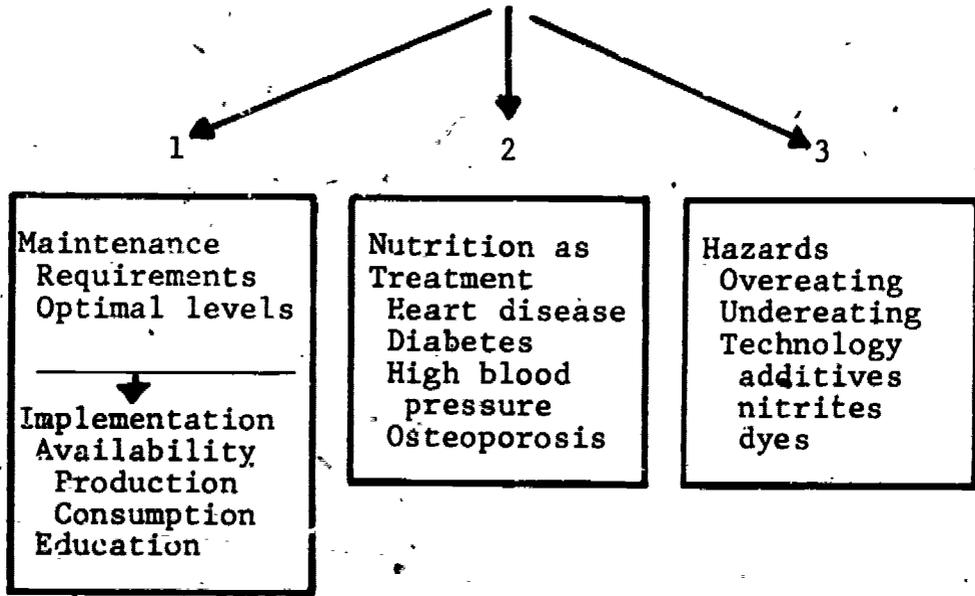 1
2
3
Maintenance
Requirements
Optimal levels
Implementation
Availability
Production
Consumption
Education
Nutrition as
Treatment
Heart disease
Diabetes
High blood
pressure
Osteoporosis
Hazards
Overeating
Undereating
Technology
additives
nitrites
dyes